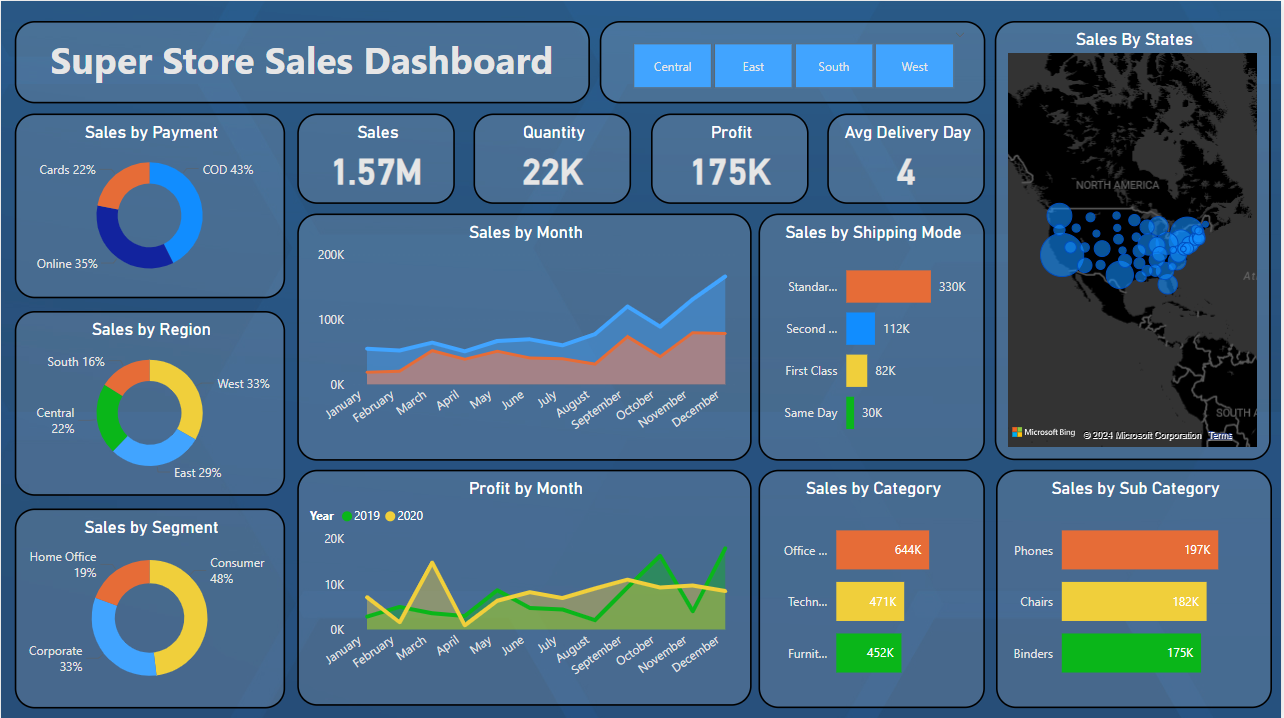 Super Store Sales Dashboard
Central
East
South
West
Sales By States
NORTH AMERICA
SOUTH A
At
Microsoft Bing
© 2024 Microsoft Corporation
Terms
Sales by Payment
Cards 22%
COD 43%
Online 35%
Sales
1.57M
Quantity
22K
Profit
175K
Avg Delivery Day
4
Sales by Month
200K
100K
0K
January
February
March
April
May
June
July
August
September
October
November
December
Sales by Shipping Mode
Standar...
330K
Second ...
112K
First Class
82K
Same Day
30K
Sales by Region
South 16%
West 33%
Central
22%
East 29%
Sales by Segment
Home Office
19%
Consumer
48%
Corporate
33%
Profit by Month
Year
2019
2020
20K
10K
0K
January
February
March
April
May
June
July
August
September
October
November
December
Sales by Category
Office ...
644K
Techn...
471K
Furnit...
452K
Sales by Sub Category
Phones
197K
Chairs
182K
Binders
175K